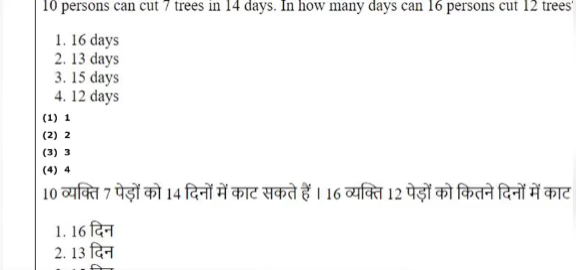 10 persons can cut 7 trees in 14 days. In how many days can 16 persons cut 12 trees
1. 16 days
2. 13 days
3. 15 days
4. 12 days
(1) 1
(2) 2
(3) 3
(4) 4
10 व्यक्ति 7 पेड़ों को 14 दिनों में काट सकते हैं । 16 व्यक्ति 12 पेड़ों को कितने दिनों में काट
1. 16 दिन
2. 13 दिन